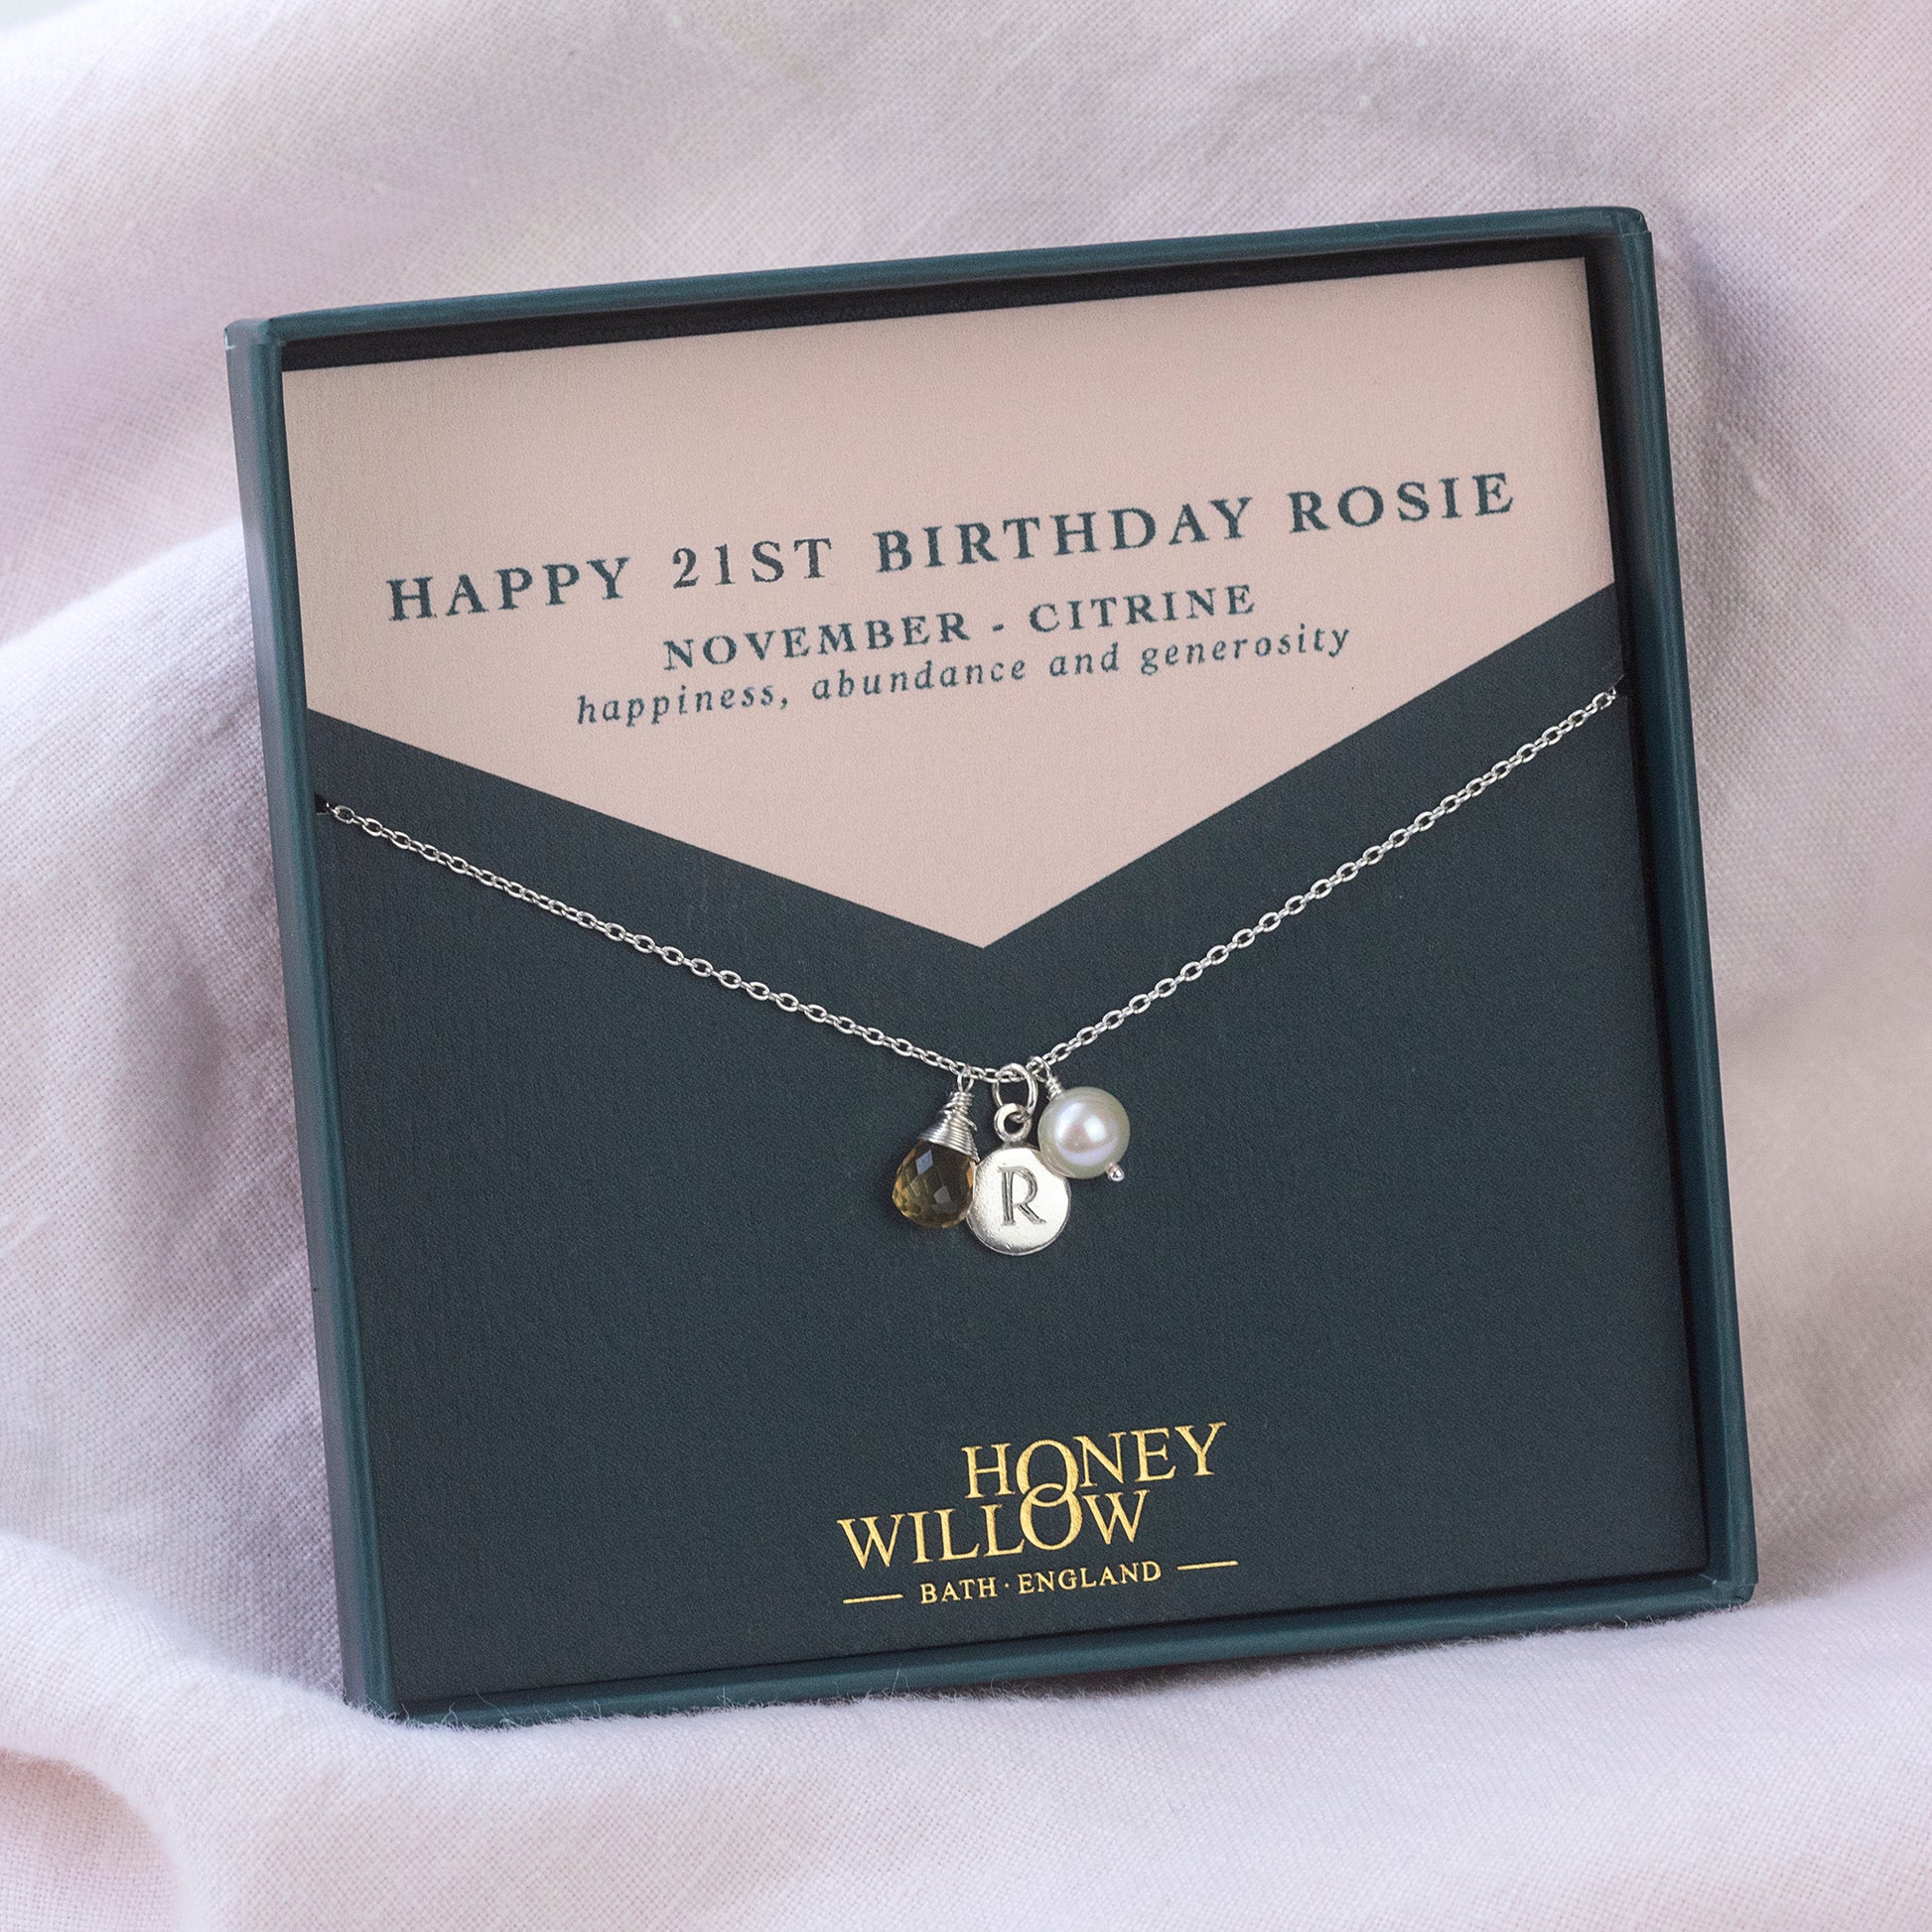 HAPPY 21ST BIRTHDAY ROSIE
NOVEMBER - CITRINE
happiness, abundance and generosity
R
HONEY
WILLOW
BATH · ENGLAND